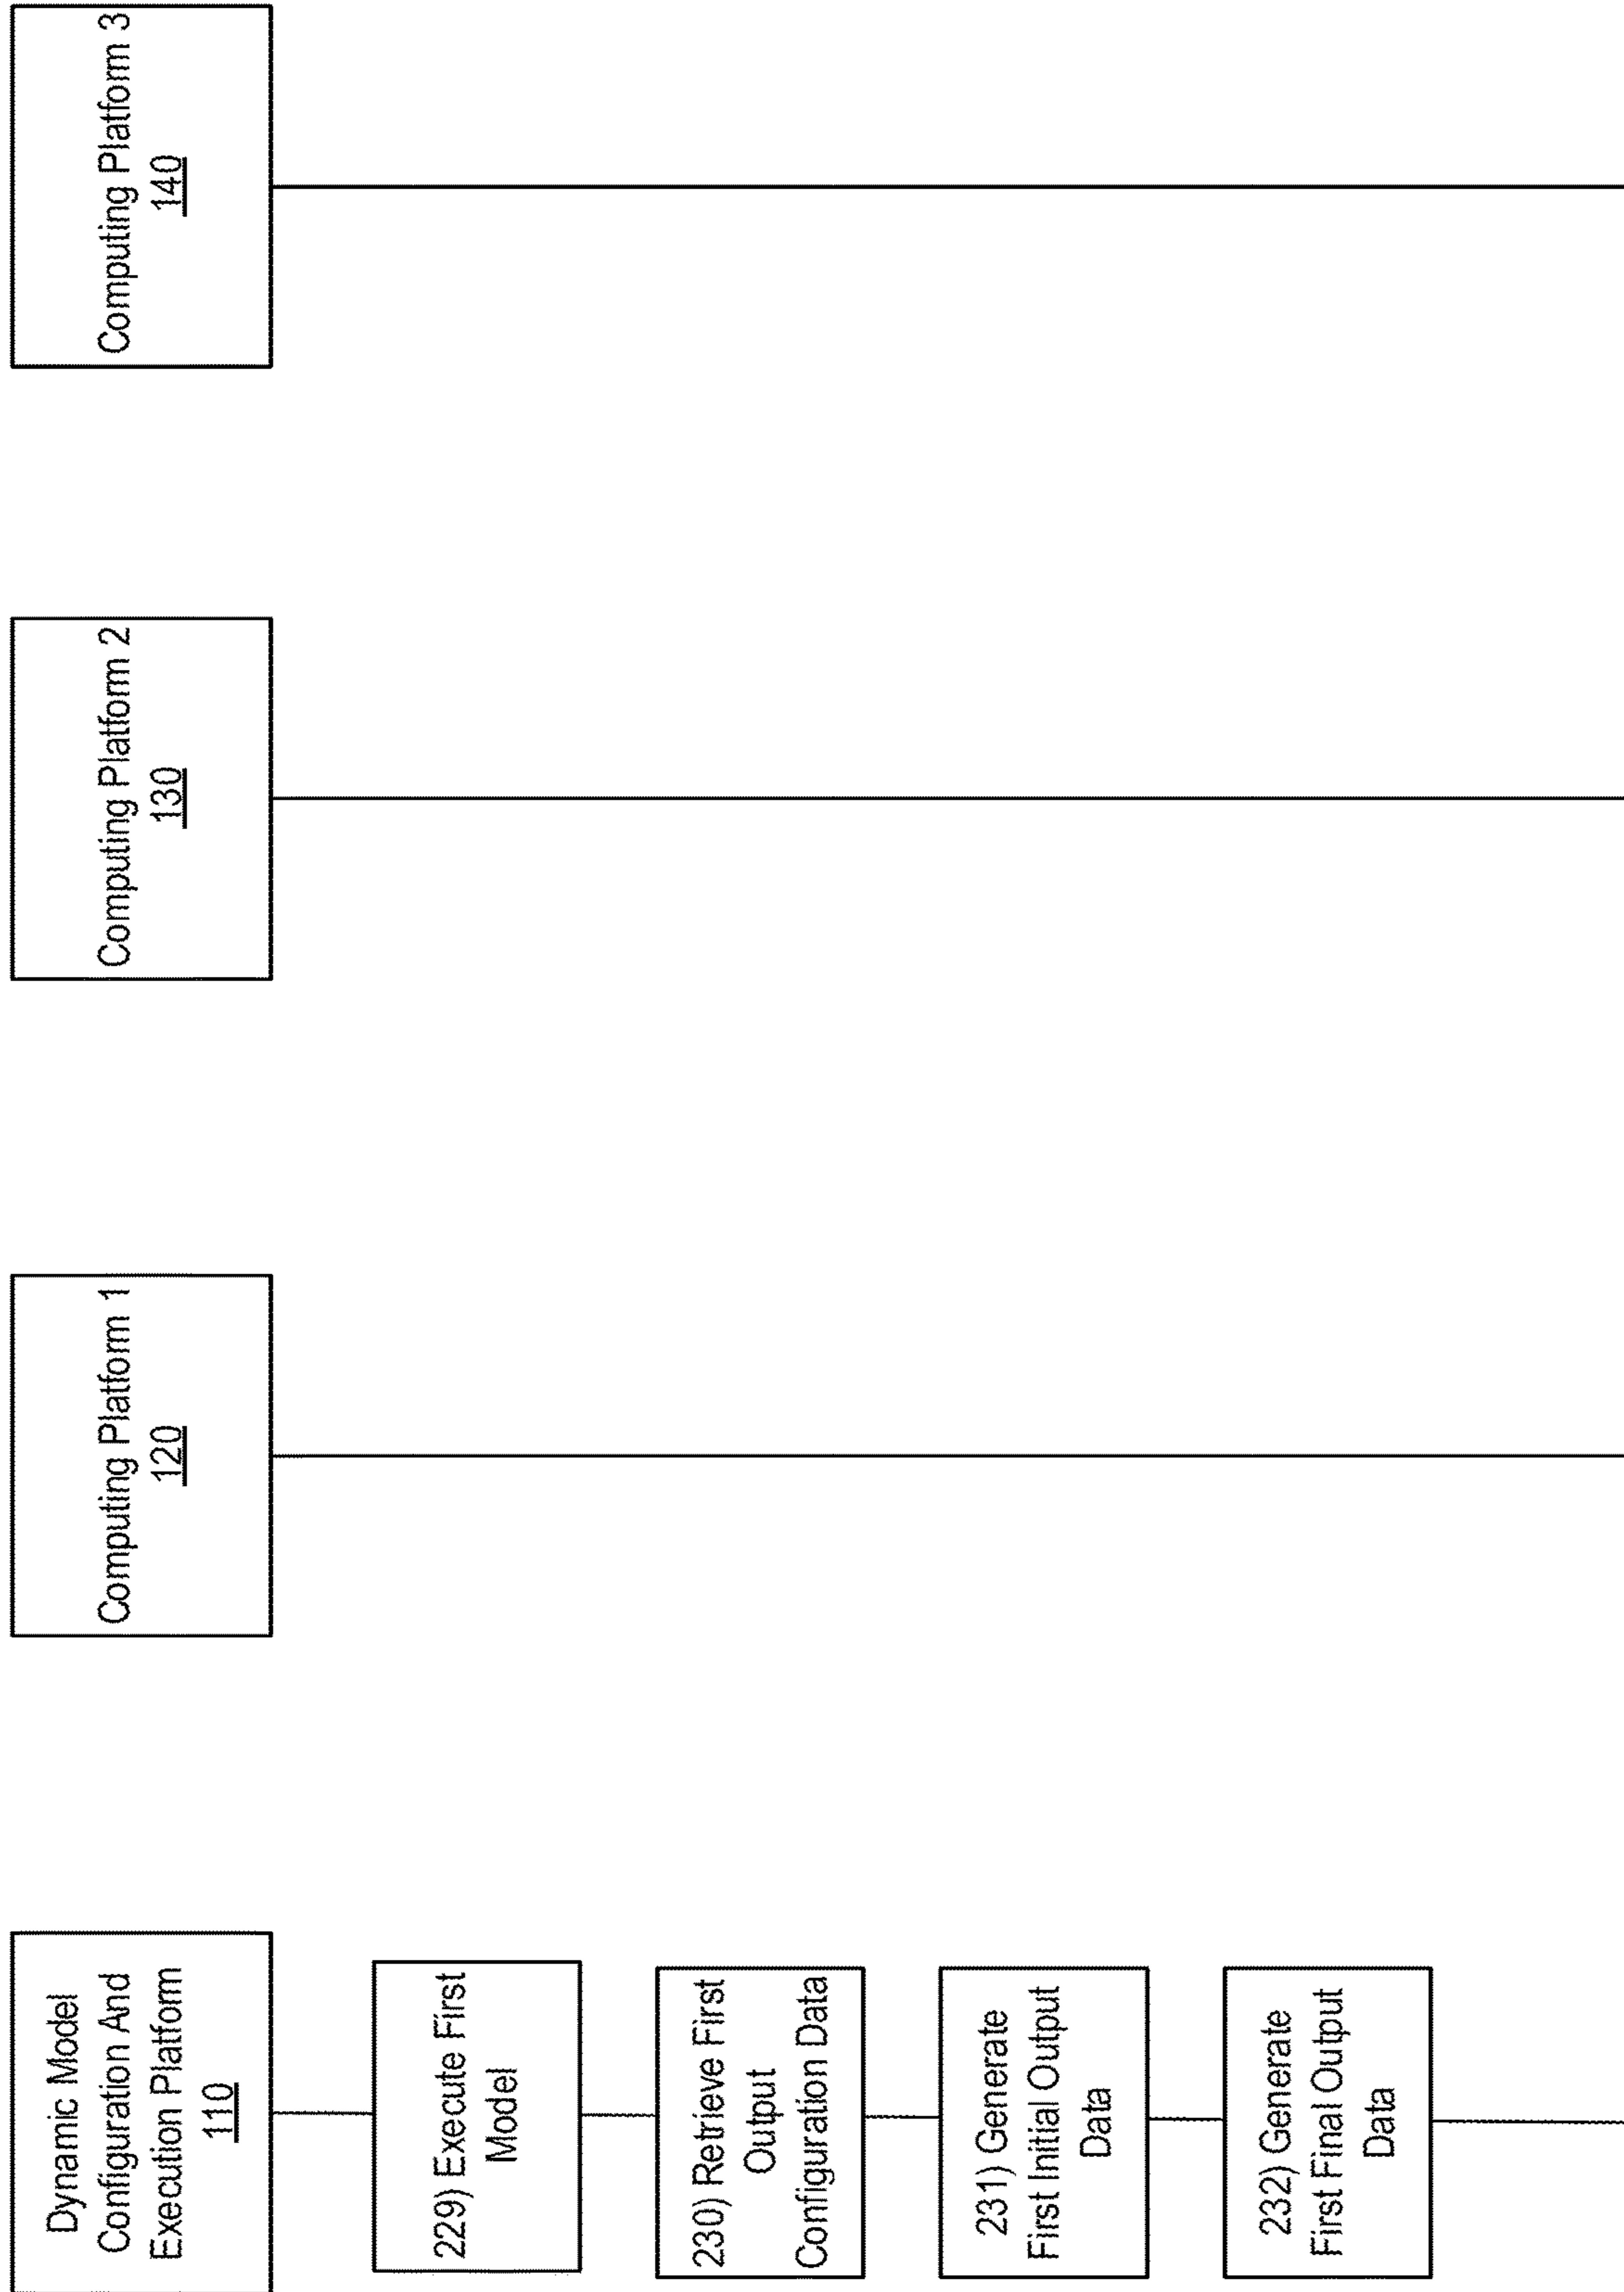 Dynamic Model
Configuration And
Execution Platform
110
Computing Platform 1
120
Computing Platform 2
130
Computing Platform 3
140
229) Execute First
Model
230) Retrieve First
Output
Configuration Data
231) Generate
First Initial Output
Data
232) Generate
First Final Output
Data